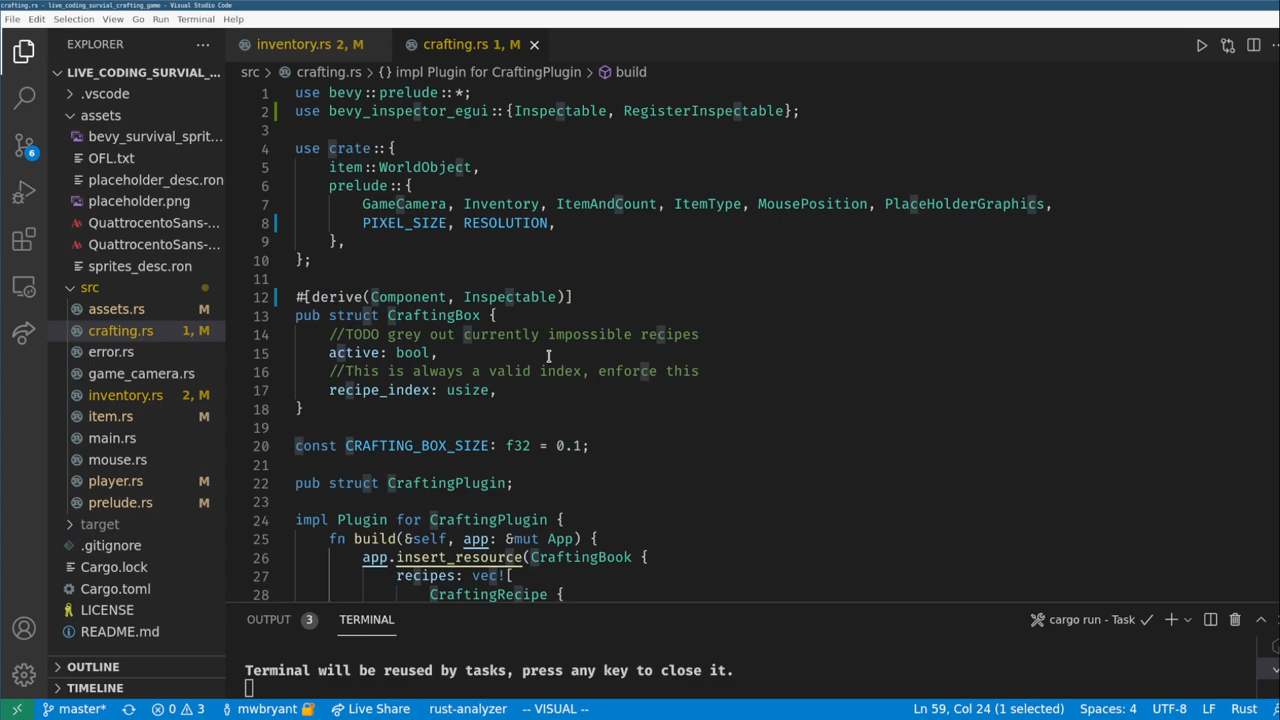 crafting.rs - live_coding_survial_crafting_game - Visual Studio Code
File Edit Selection View Go Run Terminal Help
EXPLORER
LIVE_CODING_SURVIAL_...
.vscode
assets
bevy_survival_sprit...
OFL.txt
placeholder_desc.ron
placeholder.png
QuattrocentoSans-...
QuattrocentoSans-...
sprites_desc.ron
src
assets.rs M
crafting.rs 1, M
error.rs
game_camera.rs
inventory.rs 2, M
item.rs M
main.rs
mouse.rs
player.rs M
prelude.rs M
target
.gitignore
Cargo.lock
Cargo.toml
LICENSE
README.md
OUTLINE
TIMELINE
6
inventory.rs 2, M crafting.rs 1, M
src > crafting.rs > {} impl Plugin for CraftingPlugin > build
1 use bevy::prelude::*;
2 use bevy_inspector_egui::{Inspectable, RegisterInspectable};
3
4 use crate::{
5 item::WorldObject,
6 prelude::{
7 GameCamera, Inventory, ItemAndCount, ItemType, MousePosition, PlaceHolderGraphics,
8 PIXEL_SIZE, RESOLUTION,
9 },
10 };
11
12 #[derive(Component, Inspectable)]
13 pub struct CraftingBox {
14 //TODO grey out currently impossible recipes
15 active: bool,
16 //This is always a valid index, enforce this
17 recipe_index: usize,
18 }
19
20 const CRAFTING_BOX_SIZE: f32 = 0.1;
21
22 pub struct CraftingPlugin;
23
24 impl Plugin for CraftingPlugin {
25 fn build(&self, app: &mut App) {
26 app.insert_resource(CraftingBook {
27 recipes: vec![
28 CraftingRecipe {
OUTPUT 3 TERMINAL cargo run - Task
Terminal will be reused by tasks, press any key to close it.
master* 0 3 mwbryant Live Share rust-analyzer -- VISUAL -- Ln 59, Col 24 (1 selected) Spaces: 4 UTF-8 LF Rust